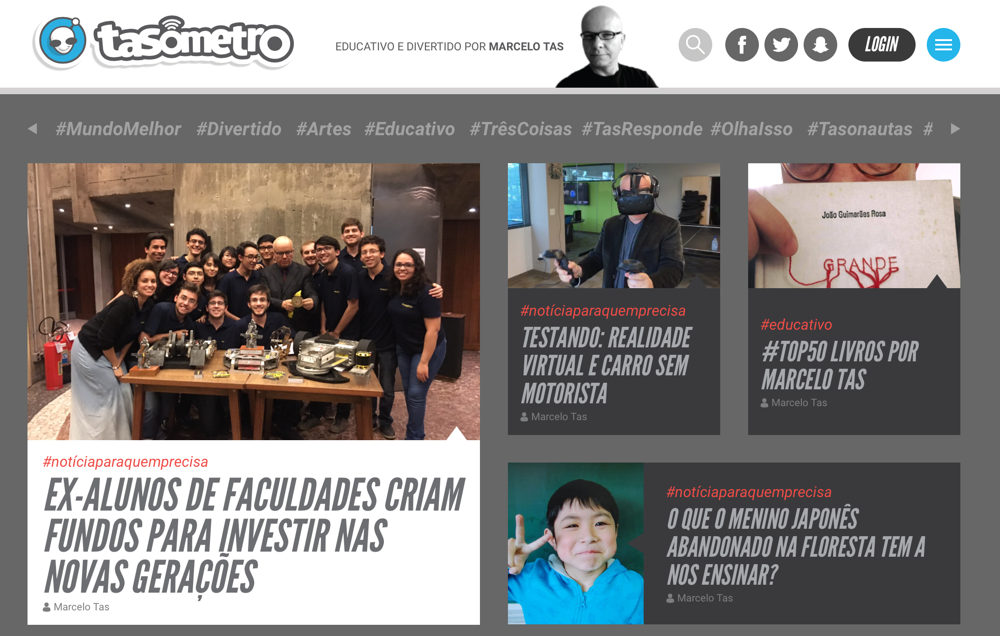 tasômetro
EDUCATIVO E DIVERTIDO POR MARCELO TAS
LOGIN
#MundoMelhor #Divertido #Artes #Educativo #TrêsCoisas #TasResponde #OlhaIsso #Tasonautas #
João Guimarães Rosa
GRANDE
#notíciaparaquemprecisa
TESTANDO: REALIDADE
VIRTUAL E CARRO SEM
MOTORISTA
Marcelo Tas
#educativo
#TOP50 LIVROS POR
MARCELO TAS
Marcelo Tas
#notíciaparaquemprecisa
EX-ALUNOS DE FACULDADES CRIAM
FUNDOS PARA INVESTIR NAS
NOVAS GERAÇÕES
Marcelo Tas
#notíciaparaquemprecisa
O QUE O MENINO JAPONÊS
ABANDONADO NA FLORESTA TEM A
NOS ENSINAR?
Marcelo Tas